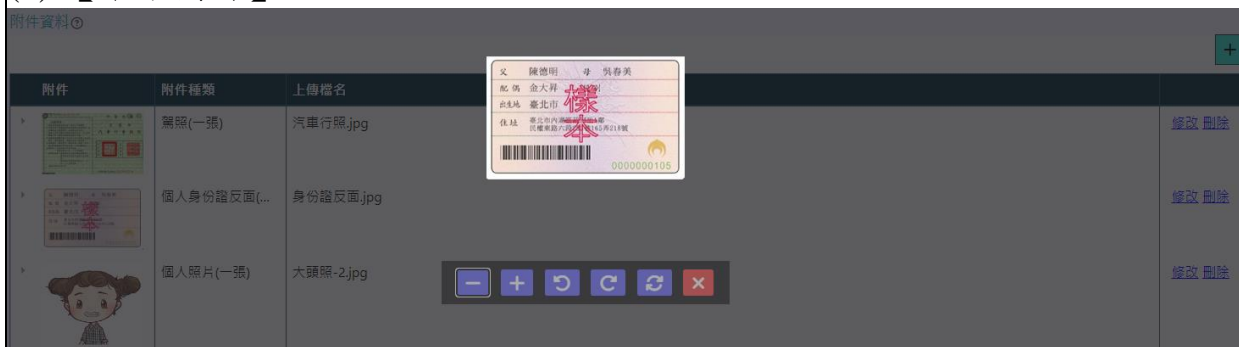 附件資料
附件 附件種類 上傳檔名
駕照(一張) 汽車行照.jpg 修改 刪除
個人身份證反面(... 身份證反面.jpg 修改 刪除
個人照片(一張) 大頭照-2.jpg 修改 刪除
父 陳德明 母 吳春美
配偶 金大昇
出生地 臺北市
住址
樣本
0000000105